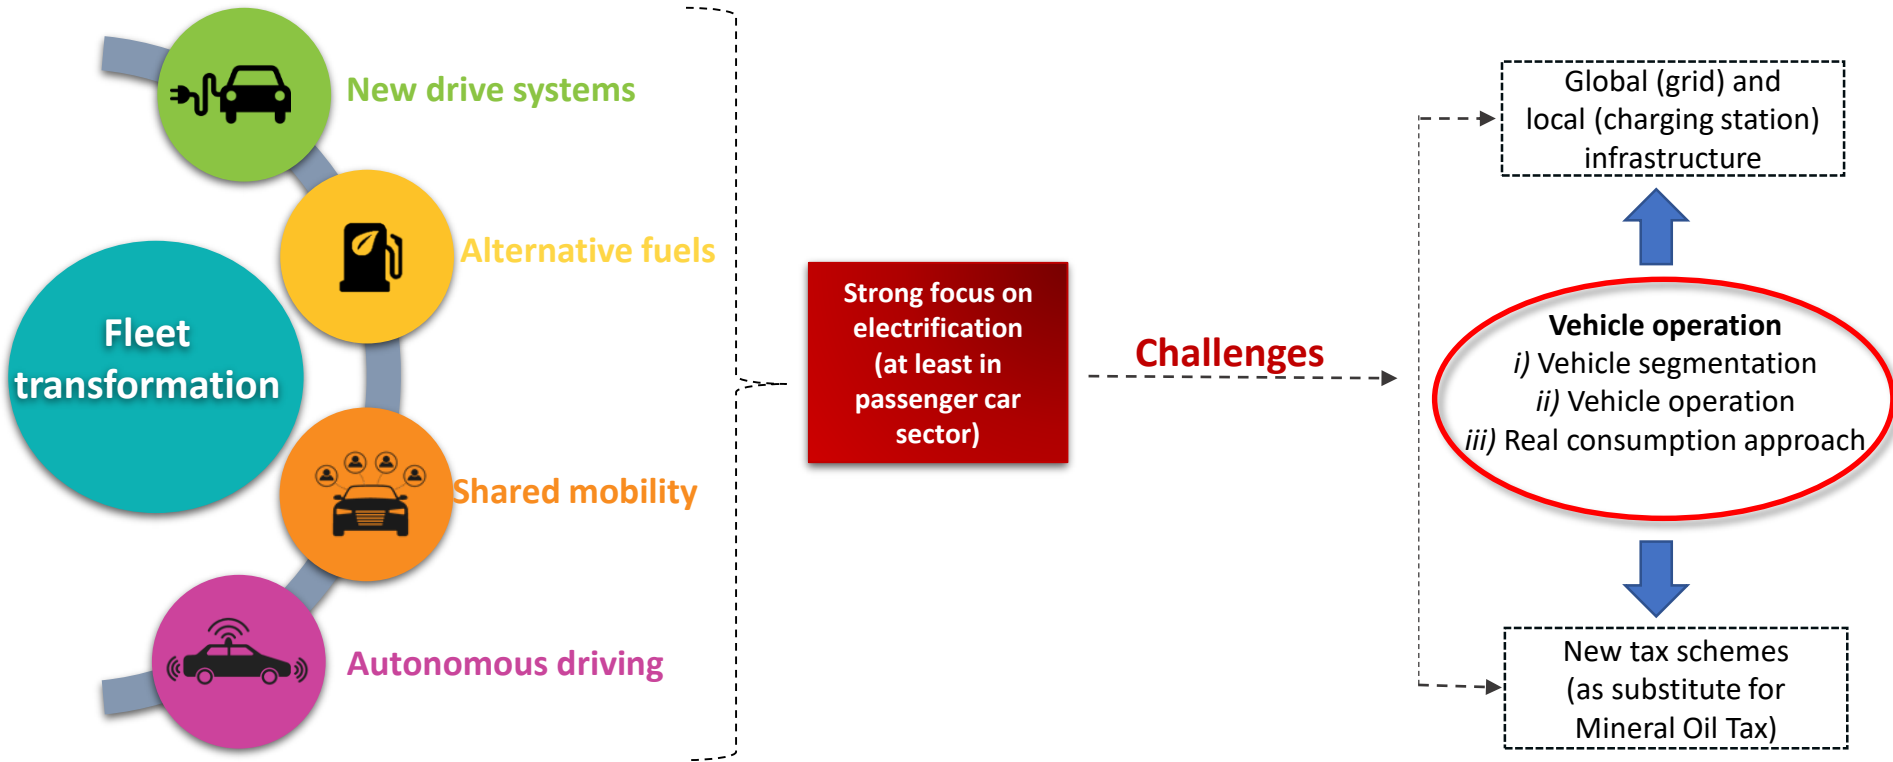 New drive systems
Alternative fuels
Fleet
transformation
Shared mobility
Autonomous driving
Strong focus on
electrification
(at least in
passenger car
sector)
Challenges
Global (grid) and
local (charging station)
infrastructure
Vehicle operation
i) Vehicle segmentation
ii) Vehicle operation
iii) Real consumption approach
New tax schemes
(as substitute for
Mineral Oil Tax)